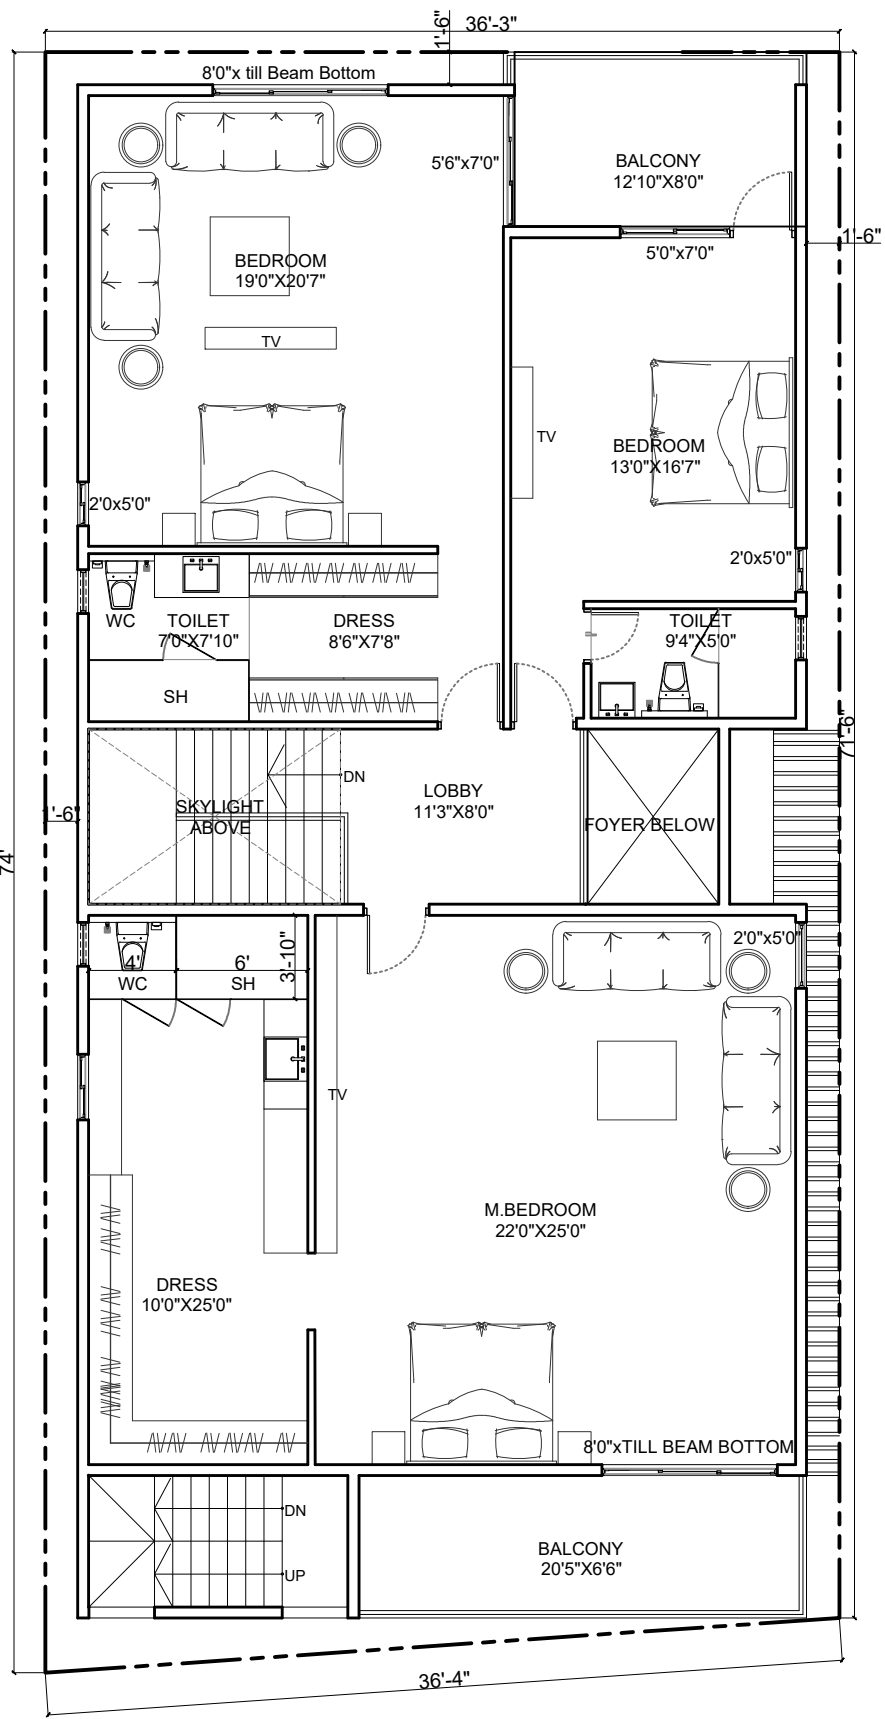 36'-3"
1'-6"
8'0"x till Beam Bottom
5'6"x7'0"
BALCONY
12'10"X8'0"
1'-6"
5'0"x7'0"
BEDROOM
19'0"X20'7"
TV
TV
BEDROOM
13'0"X16'7"
2'0x5'0"
2'0x5'0"
WC
TOILET
7'0"X7'10"
DRESS
8'6"X7'8"
TOILET
9'4"X5'0"
SH
71'-6"
DN
LOBBY
11'3"X8'0"
SKYLIGHT
ABOVE
1'-6"
FOYER BELOW
74'
2'0"x5'0"
4'
WC
6'
SH
3'-10"
TV
M.BEDROOM
22'0"X25'0"
DRESS
10'0"X25'0"
8'0"xTILL BEAM BOTTOM
DN
UP
BALCONY
20'5"X6'6"
36'-4"